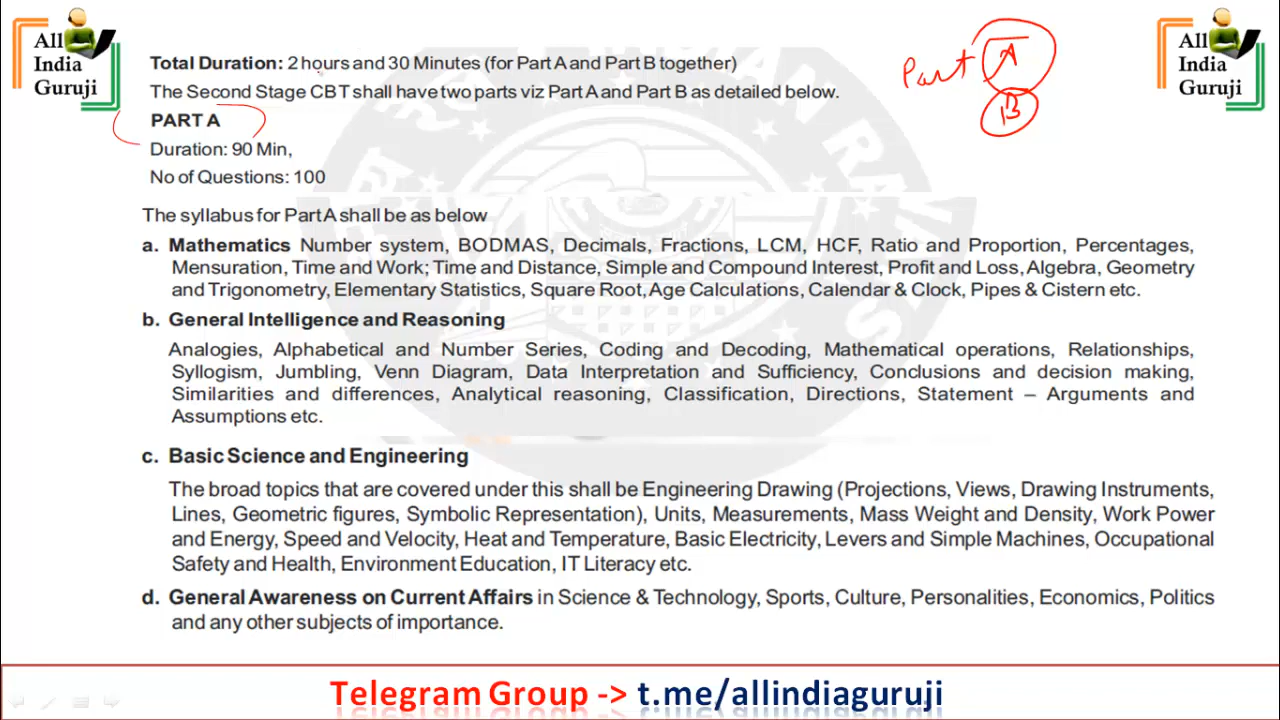 All
India
Guruji
Total Duration: 2 hours and 30 Minutes (for Part A and Part B together)
The Second Stage CBT shall have two parts viz Part A and Part B as detailed below.
Part A
B
All
India
Guruji
PART A
Duration: 90 Min,
No of Questions: 100
The syllabus for Part A shall be as below
a. Mathematics Number system, BODMAS, Decimals, Fractions, LCM, HCF, Ratio and Proportion, Percentages,
Mensuration, Time and Work; Time and Distance, Simple and Compound Interest, Profit and Loss, Algebra, Geometry
and Trigonometry, Elementary Statistics, Square Root, Age Calculations, Calendar & Clock, Pipes & Cistern etc.
b. General Intelligence and Reasoning
Analogies, Alphabetical and Number Series, Coding and Decoding, Mathematical operations, Relationships,
Syllogism, Jumbling, Venn Diagram, Data Interpretation and Sufficiency, Conclusions and decision making,
Similarities and differences, Analytical reasoning, Classification, Directions, Statement – Arguments and
Assumptions etc.
c. Basic Science and Engineering
The broad topics that are covered under this shall be Engineering Drawing (Projections, Views, Drawing Instruments,
Lines, Geometric figures, Symbolic Representation), Units, Measurements, Mass Weight and Density, Work Power
and Energy, Speed and Velocity, Heat and Temperature, Basic Electricity, Levers and Simple Machines, Occupational
Safety and Health, Environment Education, IT Literacy etc.
d. General Awareness on Current Affairs in Science & Technology, Sports, Culture, Personalities, Economics, Politics
and any other subjects of importance.
Telegram Group -> t.me/allindiaguruji